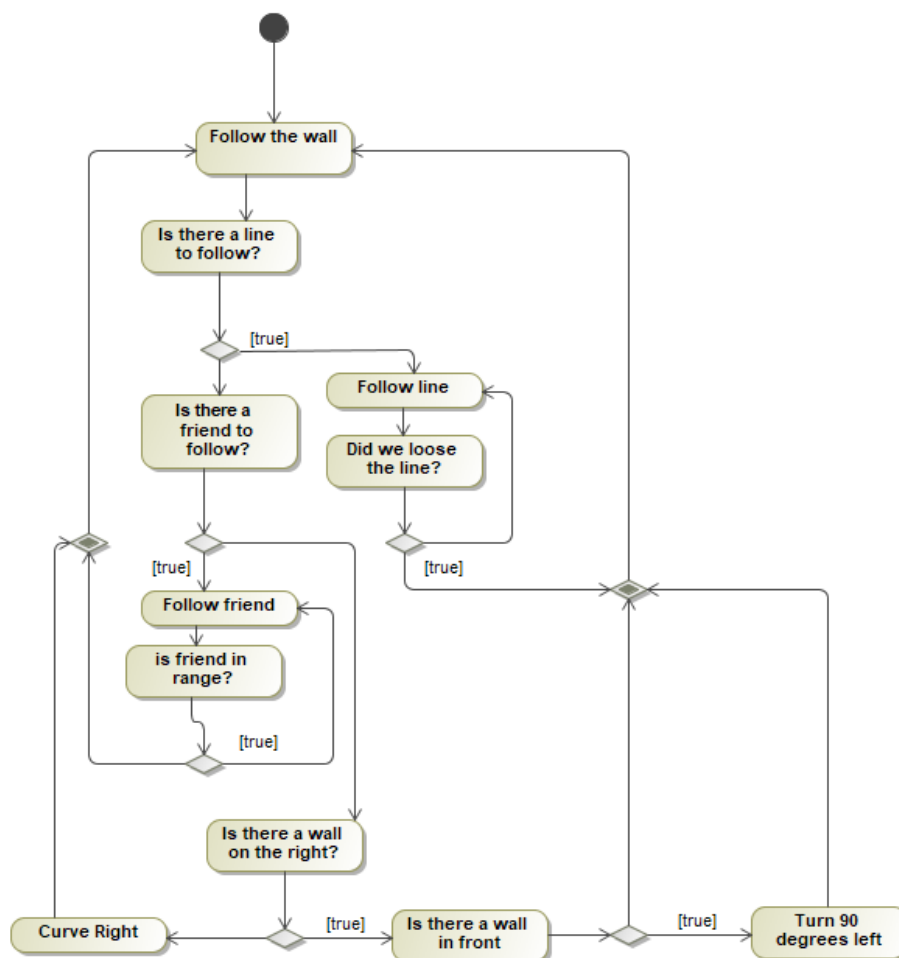 Follow the wall
Is there a line
to follow?
[true]
Follow line
Is there a
friend to
follow?
Did we loose
the line?
[true]
[true]
Follow friend
is friend in
range?
[true]
Is there a wall
on the right?
Curve Right
[true]
Is there a wall
in front
[true]
Turn 90
degrees left